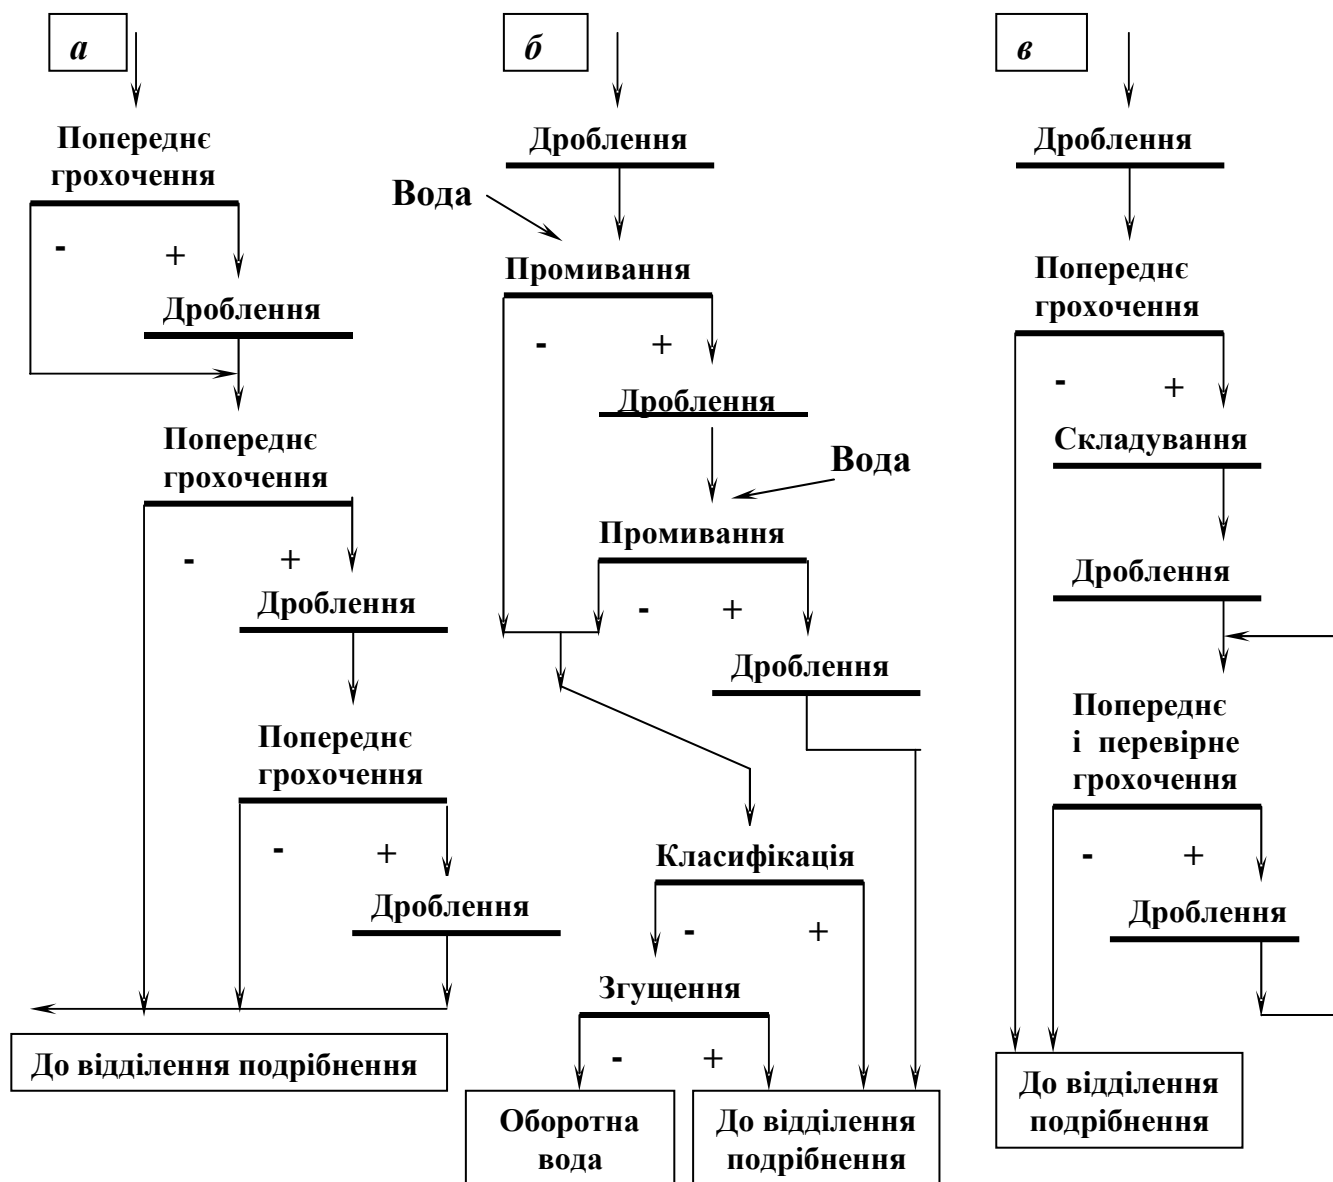 а
Попереднє
грохочення
-
+
Дроблення
Попереднє
грохочення
-
+
Дроблення
Попереднє
грохочення
-
+
Дроблення
До відділення подрібнення
б
Дроблення
Вода
Промивання
-
+
Дроблення
Вода
Промивання
-
+
Дроблення
Класифікація
-
+
Згущення
-
+
Оборотна
вода
До відділення
подрібнення
в
Дроблення
Попереднє
грохочення
-
+
Складування
Дроблення
Попереднє
і перевірне
грохочення
-
+
Дроблення
До відділення
подрібнення